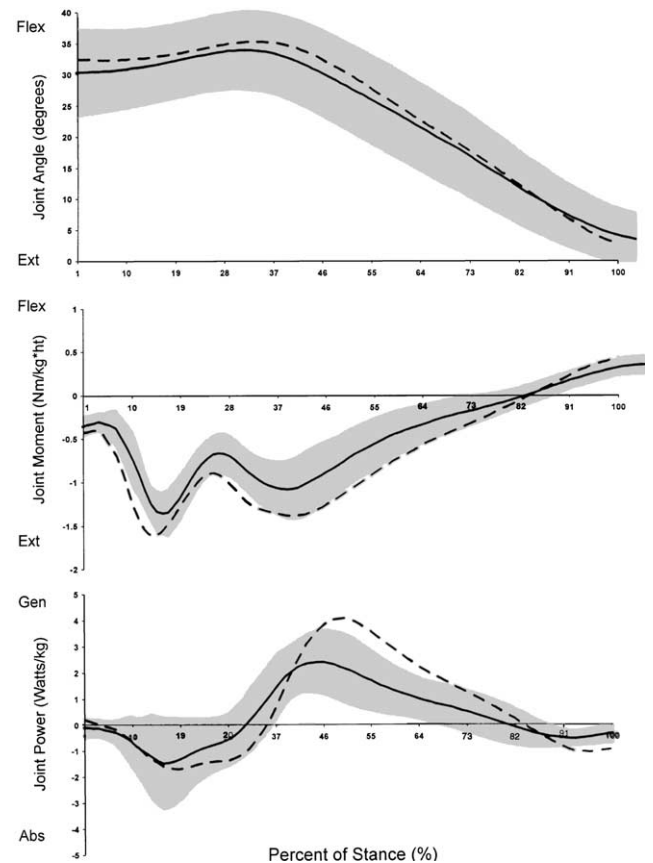 Flex
40
35
30
25
20
15
10
5
0
Joint Angle (degrees)
Ext
1 10 19 28 37 46 55 64 73 82 91 100
Flex
1
0.5
0
-0.5
-1
-1.5
-2
Joint Moment (Nm/kg*ht)
1 10 19 28 37 46 55 64 73 82 91 100
Ext
Gen
5
4
3
2
1
0
-1
-2
-3
-4
-5
Joint Power (Watts/kg)
10 19 20 37 46 55 64 73 82 91 100
Abs
Percent of Stance (%)